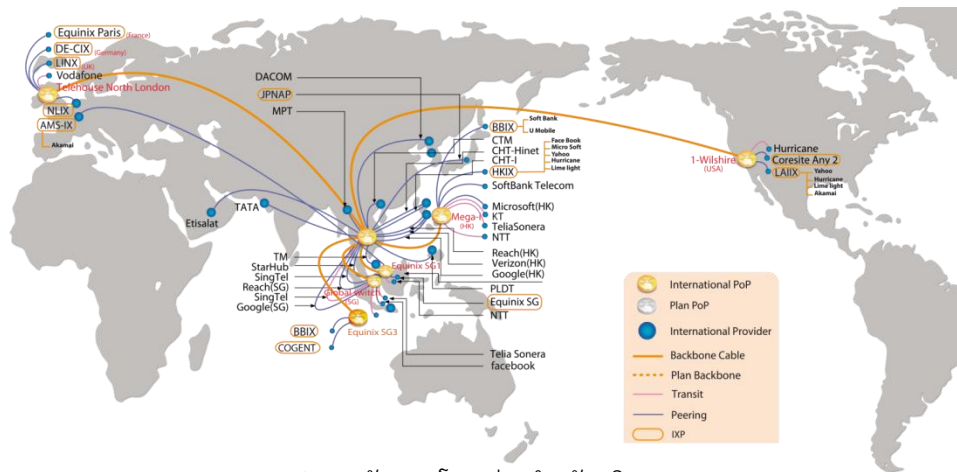 Equinix Paris (France)
DE-CIX (Germany)
LINX (UK)
Vodafone
Telehouse North London
NLIX
AMS-IX
Akamai
DACOM
JPNAP
MPT
BBIX
Soft Bank
U Mobile
CTM
CHT-Hinet
CHT-I
HKIX
Face Book
Micro Soft
Yahoo
Hurricane
Lime light
SoftBank Telecom
Microsoft(HK)
KT
TeliaSonera
NTT
Mega-I
(HK)
Reach(HK)
Verizon(HK)
Google(HK)
PLDT
Equinix SG
NTT
Telia Sonera
facebook
Etisalat
TATA
TM
StarHub
SingTel
Reach(SG)
SingTel
Google(SG)
Equinix SG1
Global switch
(SG)
Equinix SG3
BBIX
COGENT
1-Wilshire
(USA)
Hurricane
Coresite Any 2
LAIIX
Yahoo
Hurricane
Lime light
Akamai
International PoP
Plan PoP
International Provider
Backbone Cable
Plan Backbone
Transit
Peering
IXP